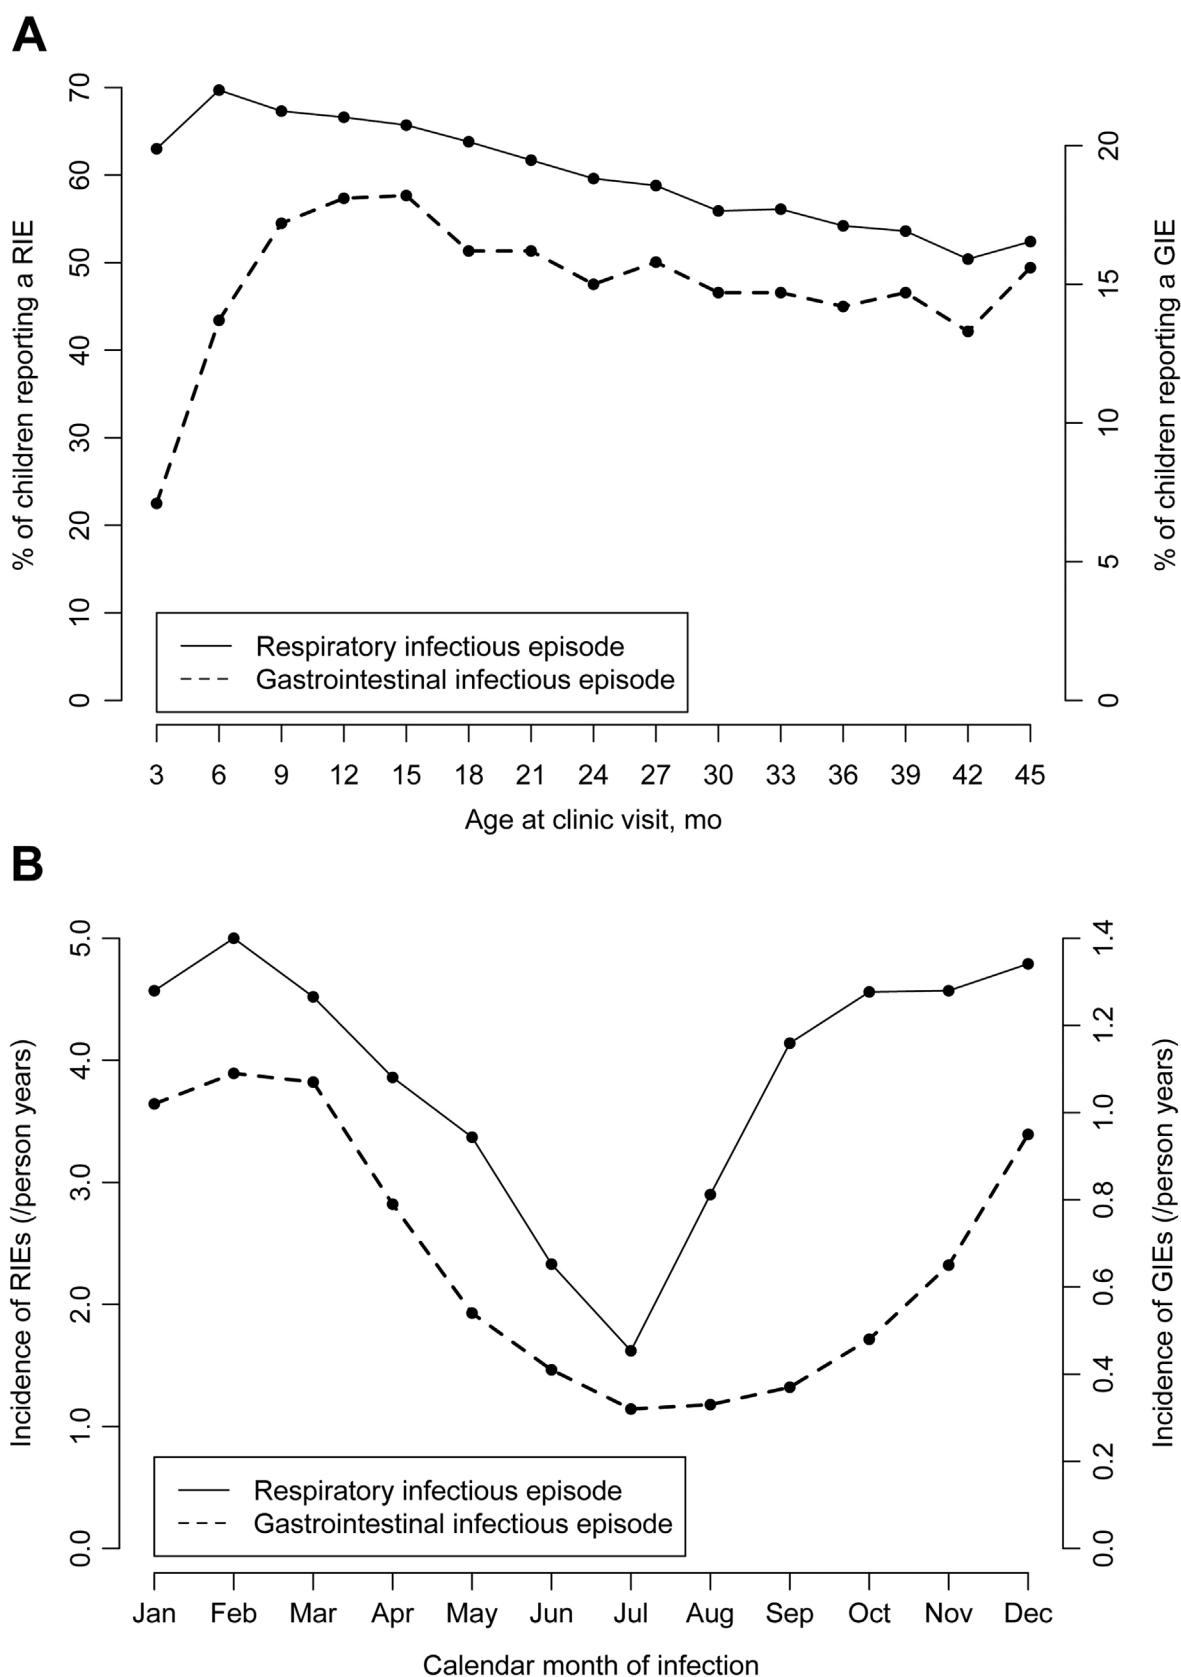 A
% of children reporting a RIE
70
60
50
40
30
20
10
0
20
15
10
5
0
% of children reporting a GIE
Respiratory infectious episode
Gastrointestinal infectious episode
3 6 9 12 15 18 21 24 27 30 33 36 39 42 45
Age at clinic visit, mo
B
Incidence of RIEs (/person years)
5.0
4.0
3.0
2.0
1.0
0.0
1.4
1.2
1.0
0.8
0.6
0.4
0.2
0.0
Incidence of GIEs (/person years)
Respiratory infectious episode
Gastrointestinal infectious episode
Jan Feb Mar Apr May Jun Jul Aug Sep Oct Nov Dec
Calendar month of infection